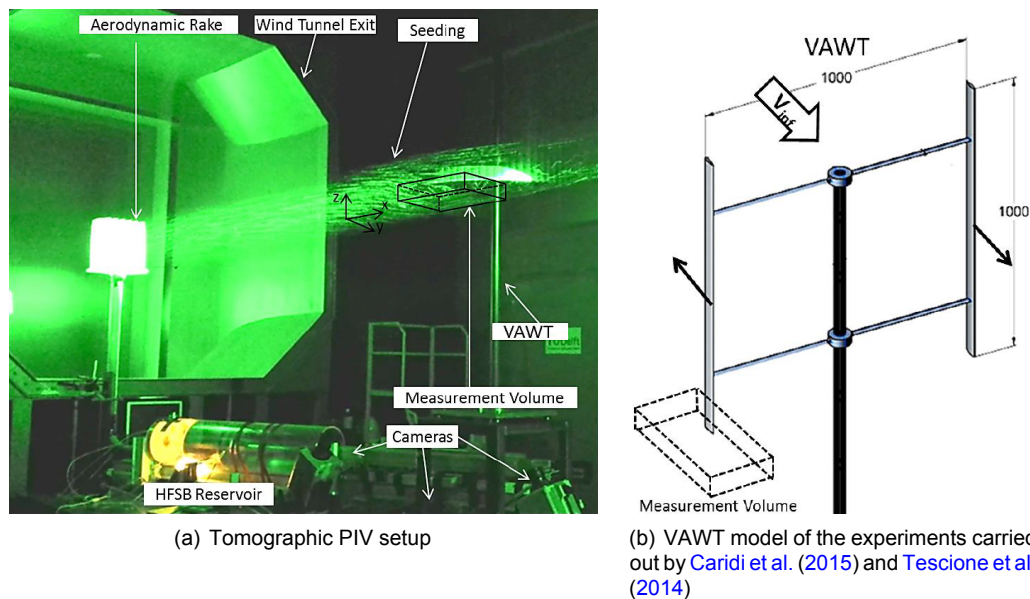 Aerodynamic Rake
Wind Tunnel Exit
Seeding
z
x
y
VAWT
Measurement Volume
Cameras
HFSB Reservoir
(a) Tomographic PIV setup
VAWT
1000
V inf
1000
Measurement Volume
(b) VAWT model of the experiments carried
out by Caridi et al. (2015) and Tescione et al.
(2014)